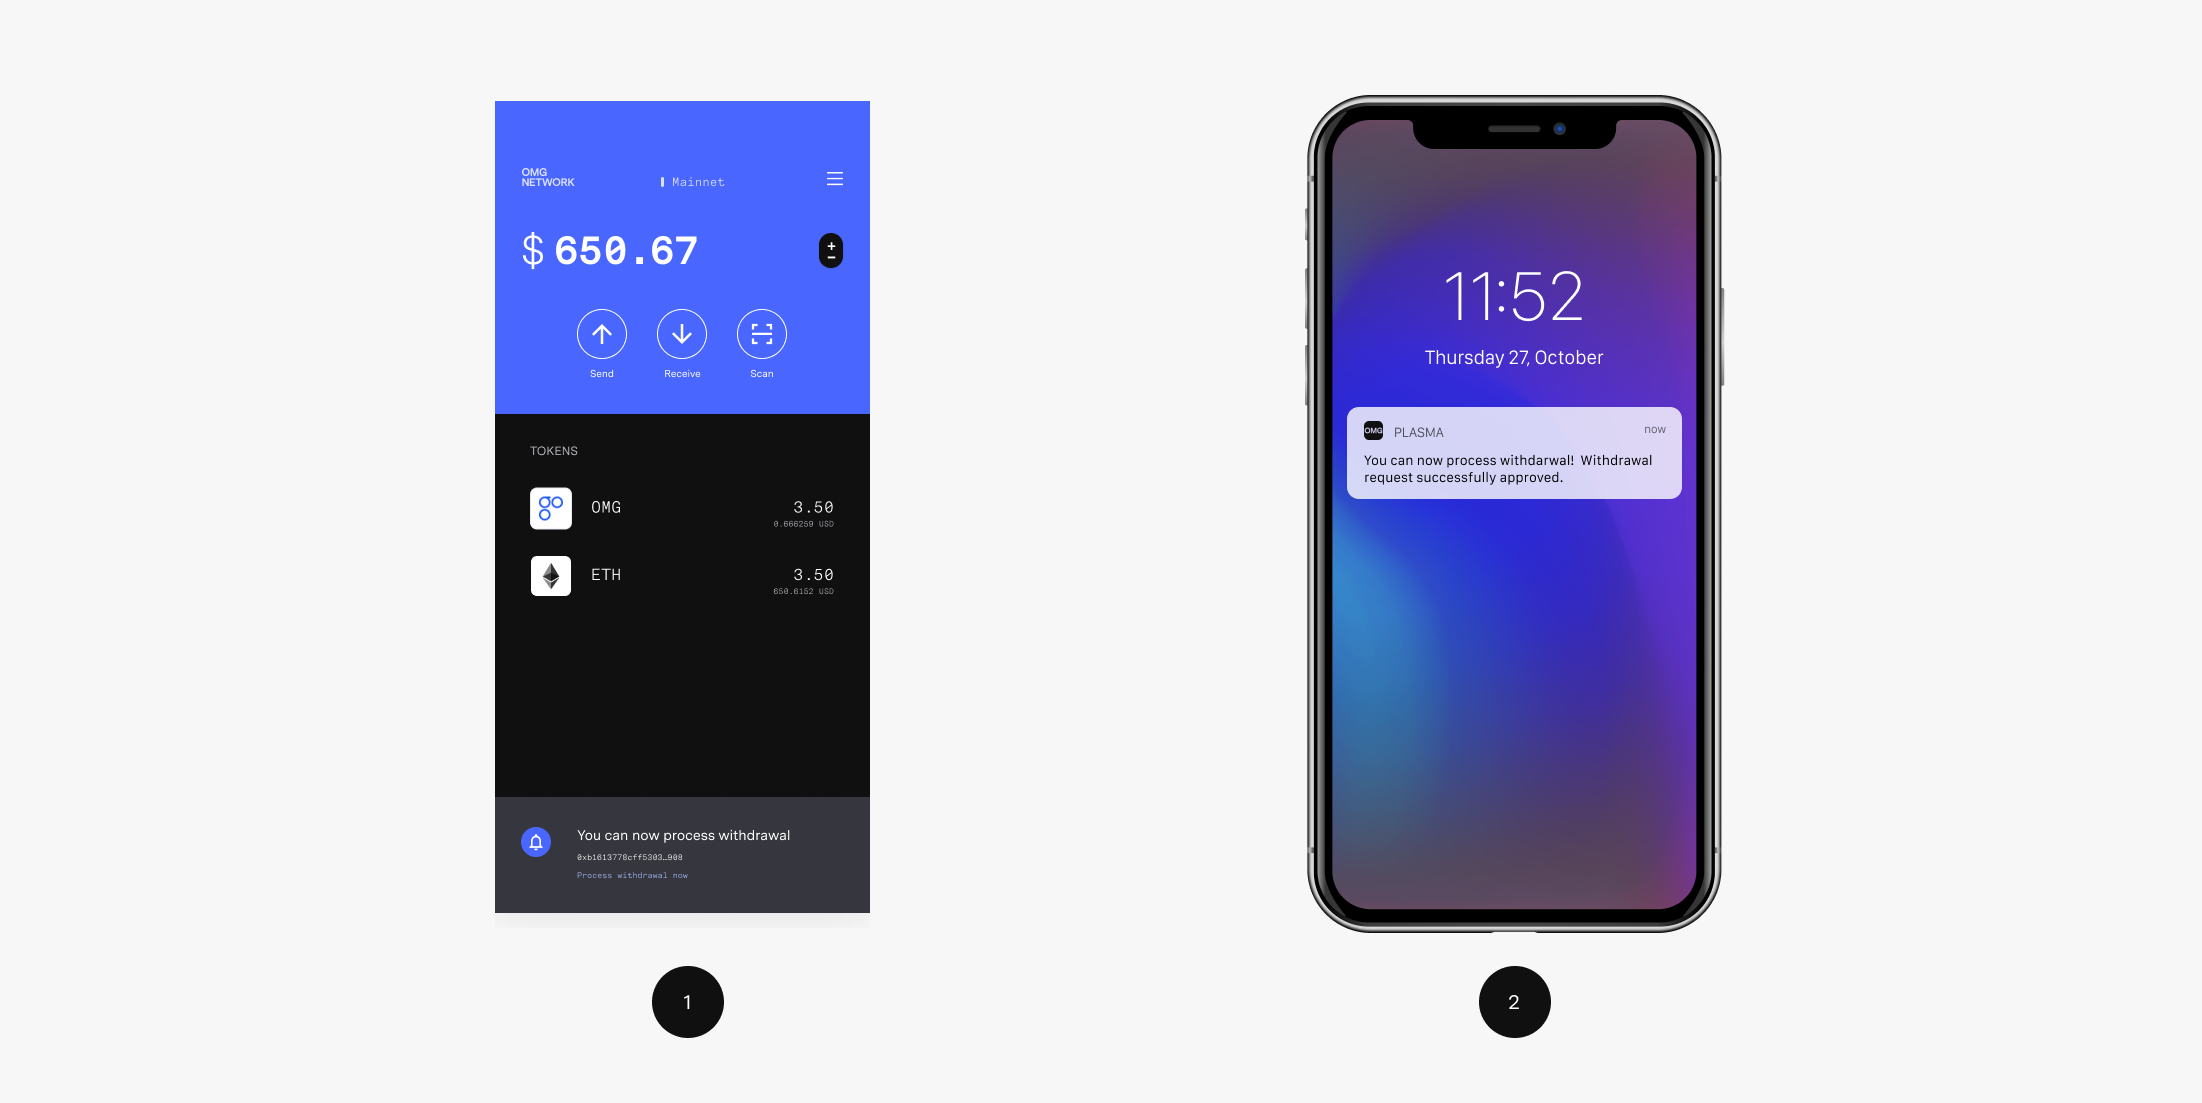 OMG
NETWORK
Mainnet
$ 650.67
Send Receive Scan
TOKENS
OMG 3.50
0.666259 USD
ETH 3.50
650.6152 USD
You can now process withdrawal
0xb1613778cff5303…908
Process withdrawal now
1
11:52
Thursday 27, October
OMG PLASMA now
You can now process withdarwal! Withdrawal
request successfully approved.
2